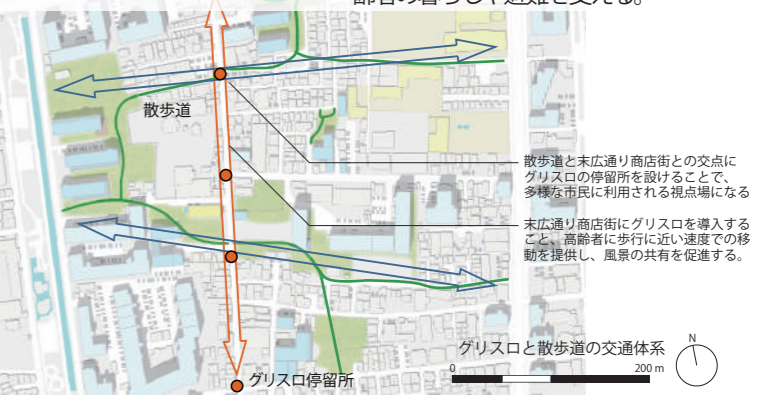 散歩道
散歩道と末広通り商店街との交点に
グリスロの停留所を設けることで、
多様な市民に利用される視点場になる
末広通り商店街にグリスロを導入する
こと、高齢者に歩行に近い速度での移
動を提供し、風景の共有を促進する。
グリスロと散歩道の交通体系
N
0
200 m
グリスロ停留所